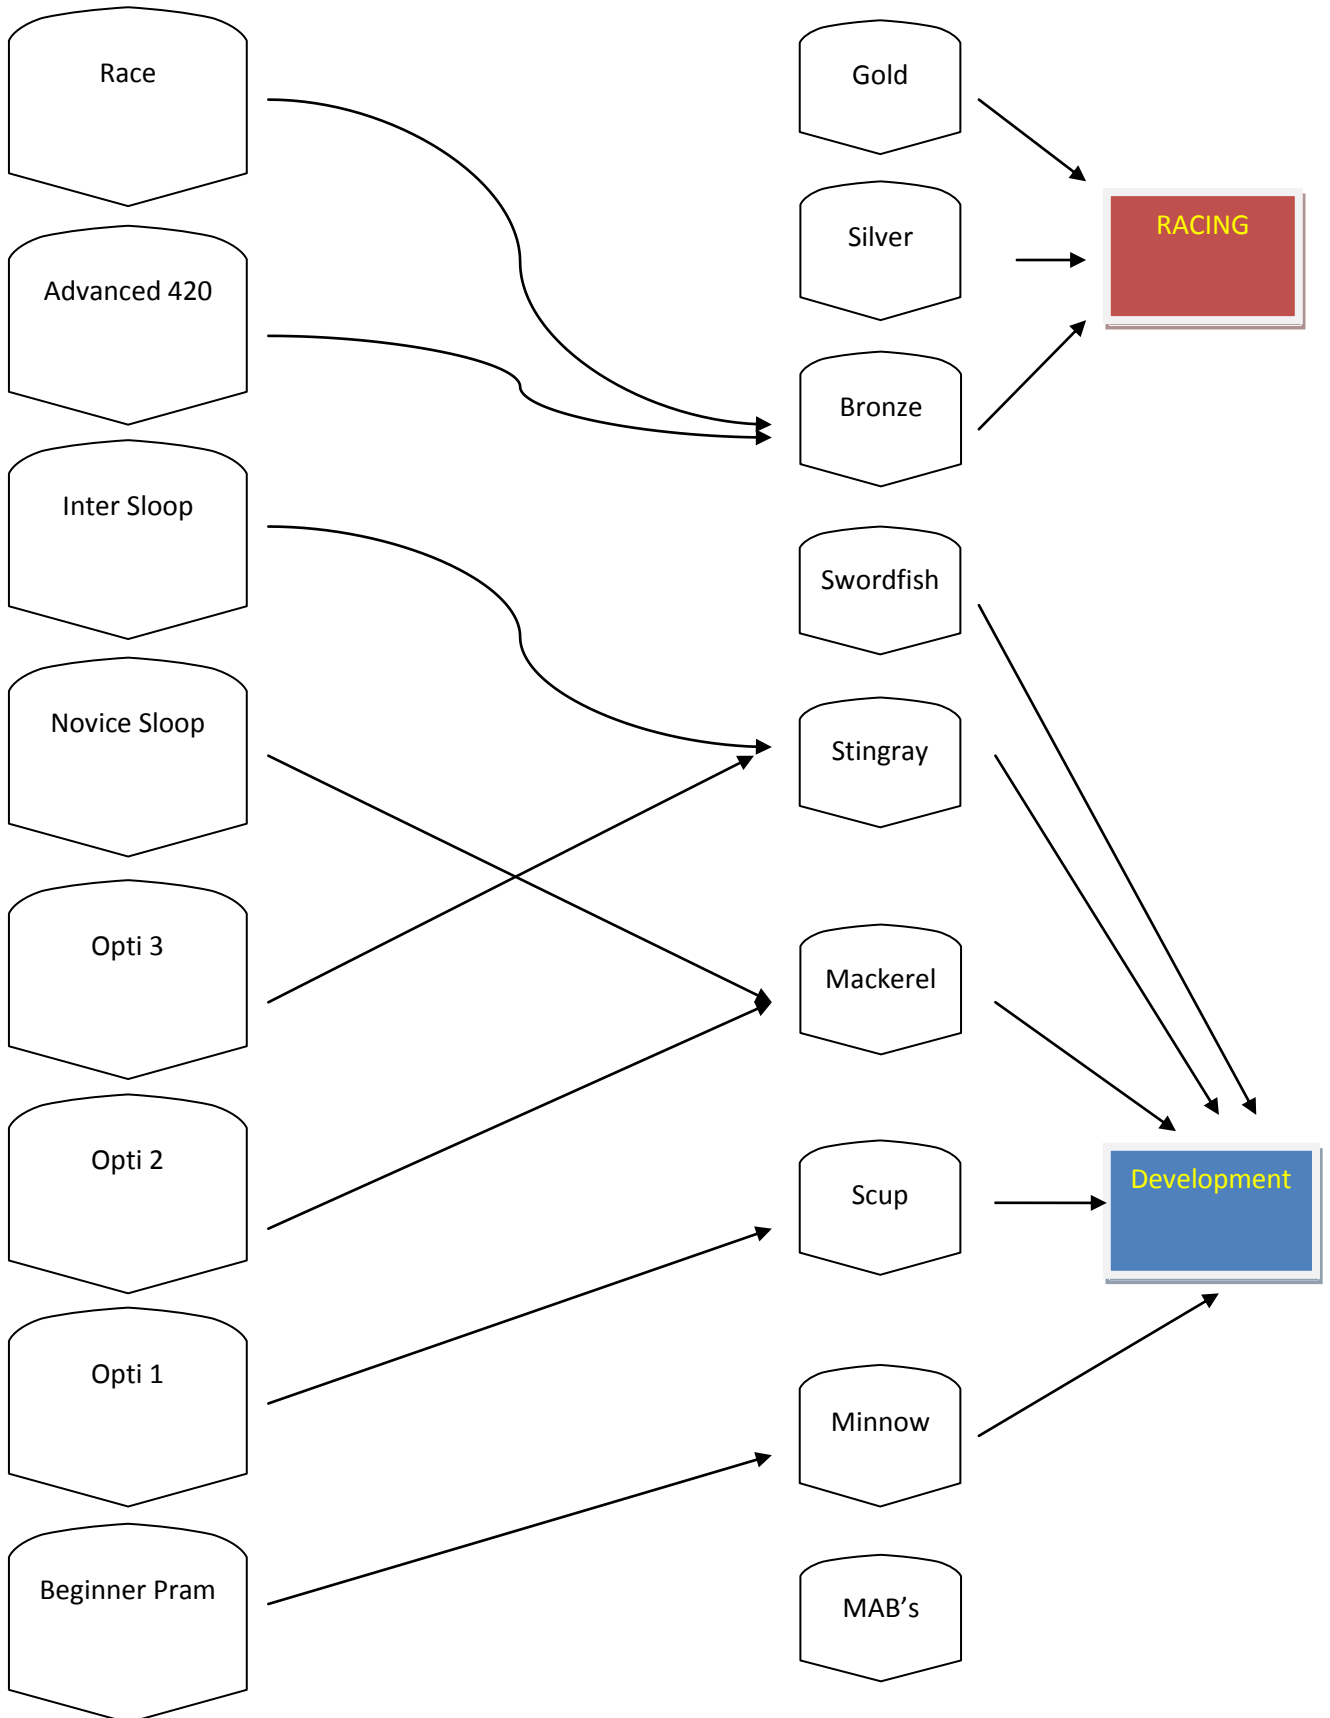 Race
Advanced 420
Inter Sloop
Novice Sloop
Opti 3
Opti 2
Opti 1
Beginner Pram
Gold
Silver
Bronze
Swordfish
Stingray
Mackerel
Scup
Minnow
MAB’s
RACING
Development